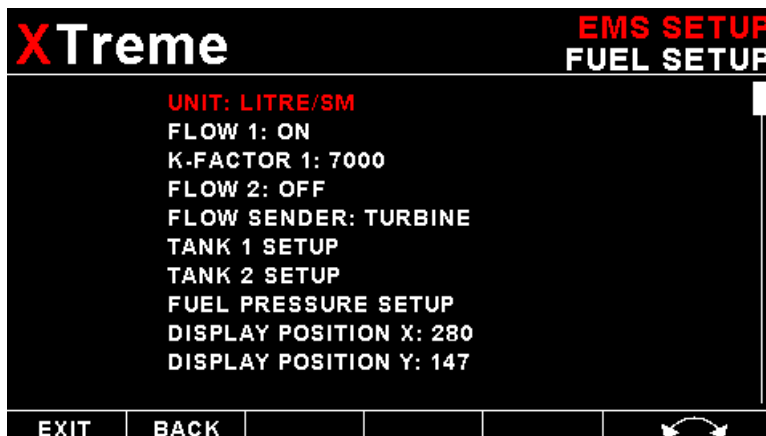 XTreme
EMS SETUP
FUEL SETUP
UNIT: LITRE/SM
FLOW 1: ON
K-FACTOR 1: 7000
FLOW 2: OFF
FLOW SENDER: TURBINE
TANK 1 SETUP
TANK 2 SETUP
FUEL PRESSURE SETUP
DISPLAY POSITION X: 280
DISPLAY POSITION Y: 147
EXIT BACK